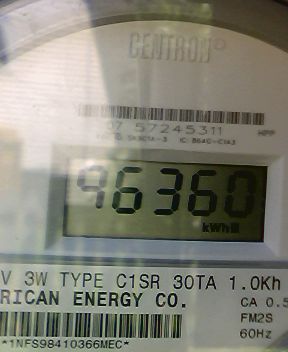 CENTRON®
57245311
HPP
96360
kWh
V 3W TYPE C1SR 30TA 1.0Kh
RICAN ENERGY CO.
CA 0.5
FM2S
60Hz
*1NFS98410366MEC*